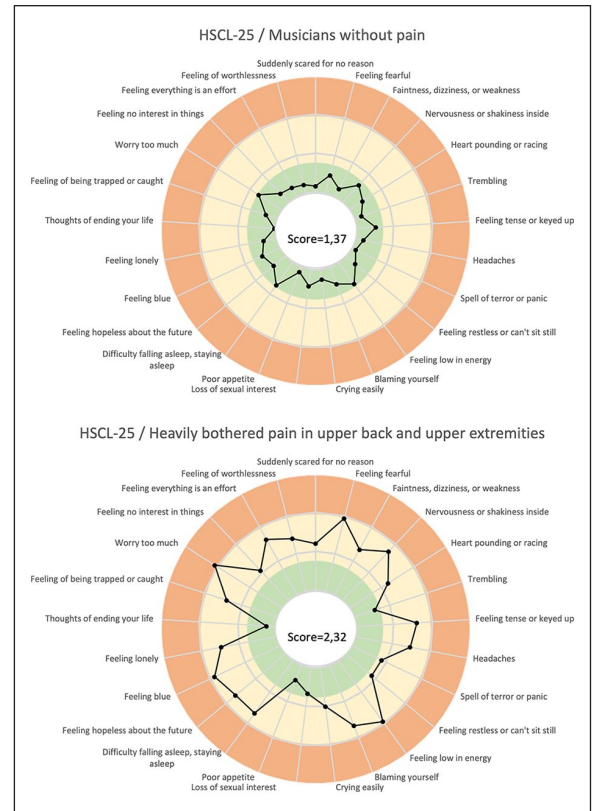 HSCL-25 / Musicians without pain
Suddenly scared for no reason
Feeling fearful
Faintness, dizziness, or weakness
Nervousness or shakiness inside
Heart pounding or racing
Trembling
Feeling tense or keyed up
Headaches
Spell of terror or panic
Feeling restless or can't sit still
Feeling low in energy
Blaming yourself
Crying easily
Loss of sexual interest
Poor appetite
Difficulty falling asleep, staying
asleep
Feeling hopeless about the future
Feeling blue
Feeling lonely
Thoughts of ending your life
Feeling of being trapped or caught
Worry too much
Feeling no interest in things
Feeling everything is an effort
Feeling of worthlessness
Score=1,37
HSCL-25 / Heavily bothered pain in upper back and upper extremities
Suddenly scared for no reason
Feeling fearful
Faintness, dizziness, or weakness
Nervousness or shakiness inside
Heart pounding or racing
Trembling
Feeling tense or keyed up
Headaches
Spell of terror or panic
Feeling restless or can't sit still
Feeling low in energy
Blaming yourself
Crying easily
Loss of sexual interest
Poor appetite
Difficulty falling asleep, staying
asleep
Feeling hopeless about the future
Feeling blue
Feeling lonely
Thoughts of ending your life
Feeling of being trapped or caught
Worry too much
Feeling no interest in things
Feeling everything is an effort
Feeling of worthlessness
Score=2,32